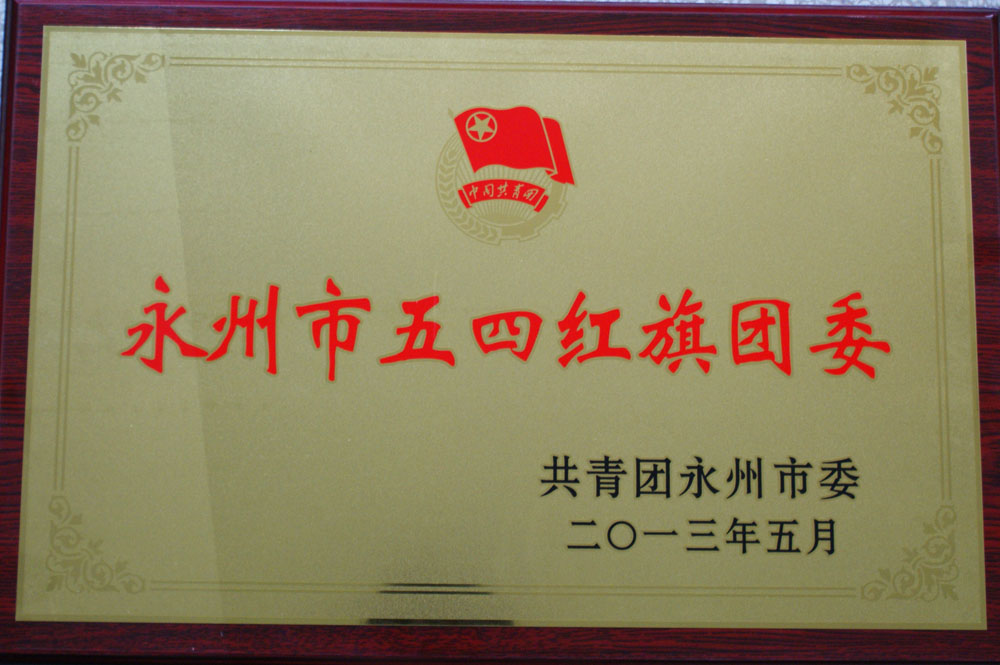 中国共青团
永州市五四红旗团委
共青团永州市委
二〇一三年五月